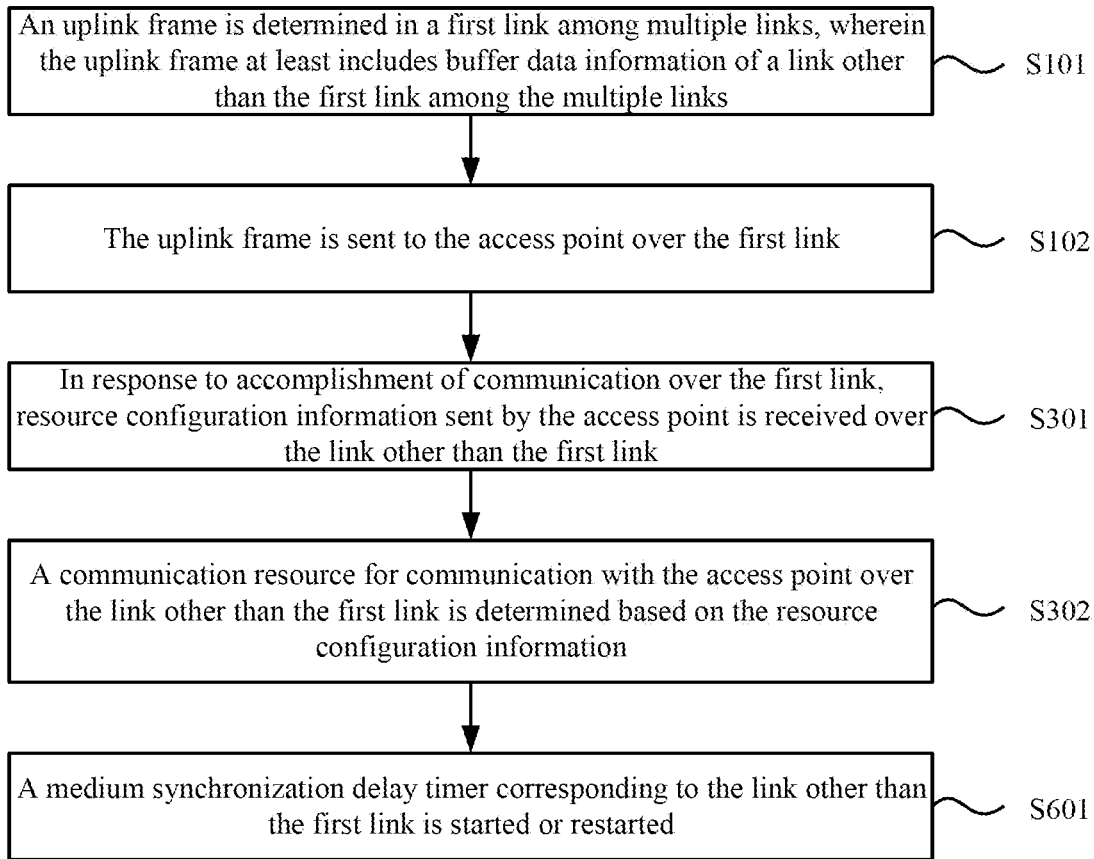 An uplink frame is determined in a first link among multiple links, wherein
the uplink frame at least includes buffer data information of a link other
than the first link among the multiple links
S101
The uplink frame is sent to the access point over the first link
S102
In response to accomplishment of communication over the first link,
resource configuration information sent by the access point is received over
the link other than the first link
S301
A communication resource for communication with the access point over
the link other than the first link is determined based on the resource
configuration information
S302
A medium synchronization delay timer corresponding to the link other than
the first link is started or restarted
S601